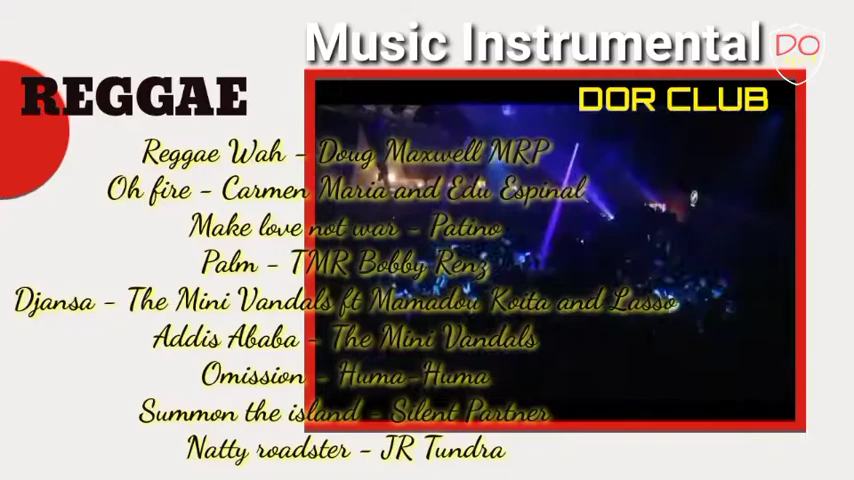 Music Instrumental
DO
REGGAE
DOR CLUB
Reggae Wah - Doug Maxwell MRP
Oh fire - Carmen Maria and Edu Espinal
Make love not war - Patino
Palm - TMR Bobby Renz
Djansa - The Mini Vandals ft Mamadou Koita and Lasso
Addis Ababa - The Mini Vandals
Omission - Huma-Huma
Summon the island - Silent Partner
Natty roadster - JR Tundra